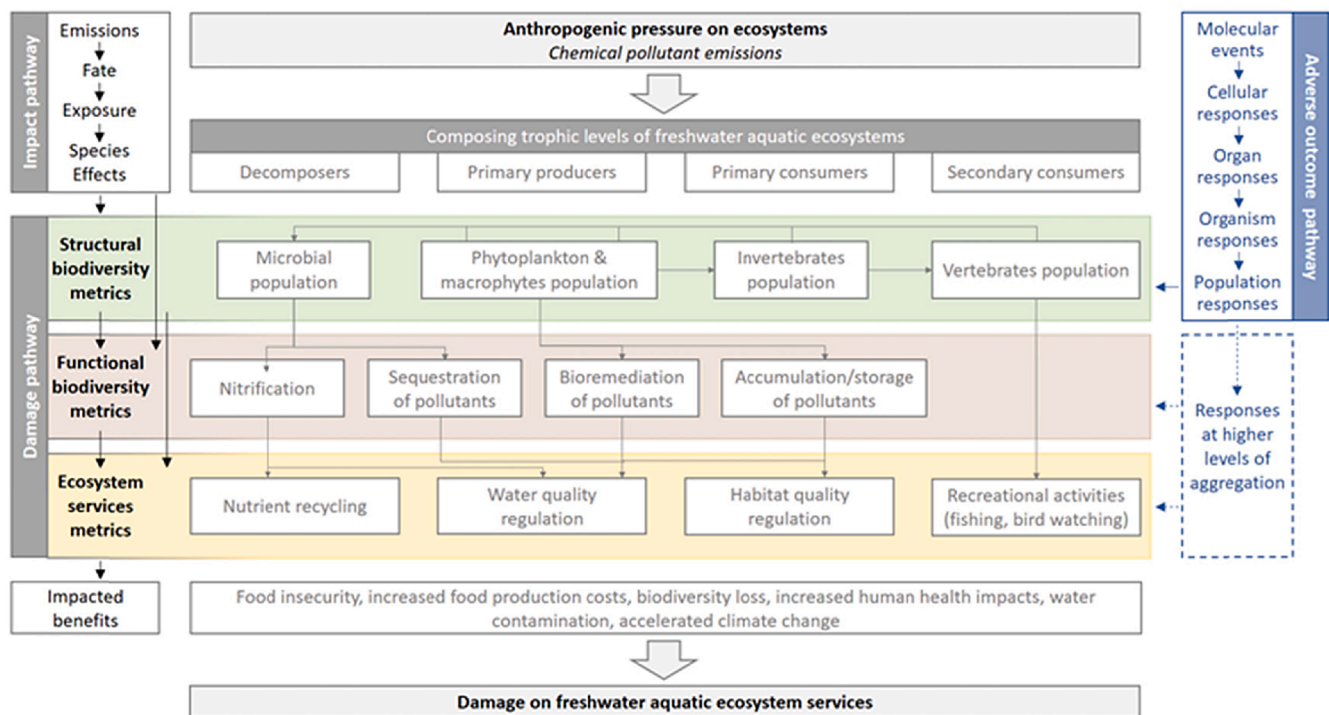 Impact pathway
Emissions
Fate
Exposure
Species
Effects
Anthropogenic pressure on ecosystems
Chemical pollutant emissions
Composing trophic levels of freshwater aquatic ecosystems
Decomposers
Primary producers
Primary consumers
Secondary consumers
Molecular
events
Cellular
responses
Organ
responses
Organism
responses
Population
responses
Adverse outcome pathway
Damage pathway
Structural
biodiversity
metrics
Microbial
population
Phytoplankton &
macrophytes population
Invertebrates
population
Vertebrates population
Functional
biodiversity
metrics
Nitrification
Sequestration
of pollutants
Bioremediation
of pollutants
Accumulation/storage
of pollutants
Responses
at higher
levels of
aggregation
Ecosystem
services
metrics
Nutrient recycling
Water quality
regulation
Habitat quality
regulation
Recreational activities
(fishing, bird watching)
Impacted
benefits
Food insecurity, increased food production costs, biodiversity loss, increased human health impacts, water
contamination, accelerated climate change
Damage on freshwater aquatic ecosystem services